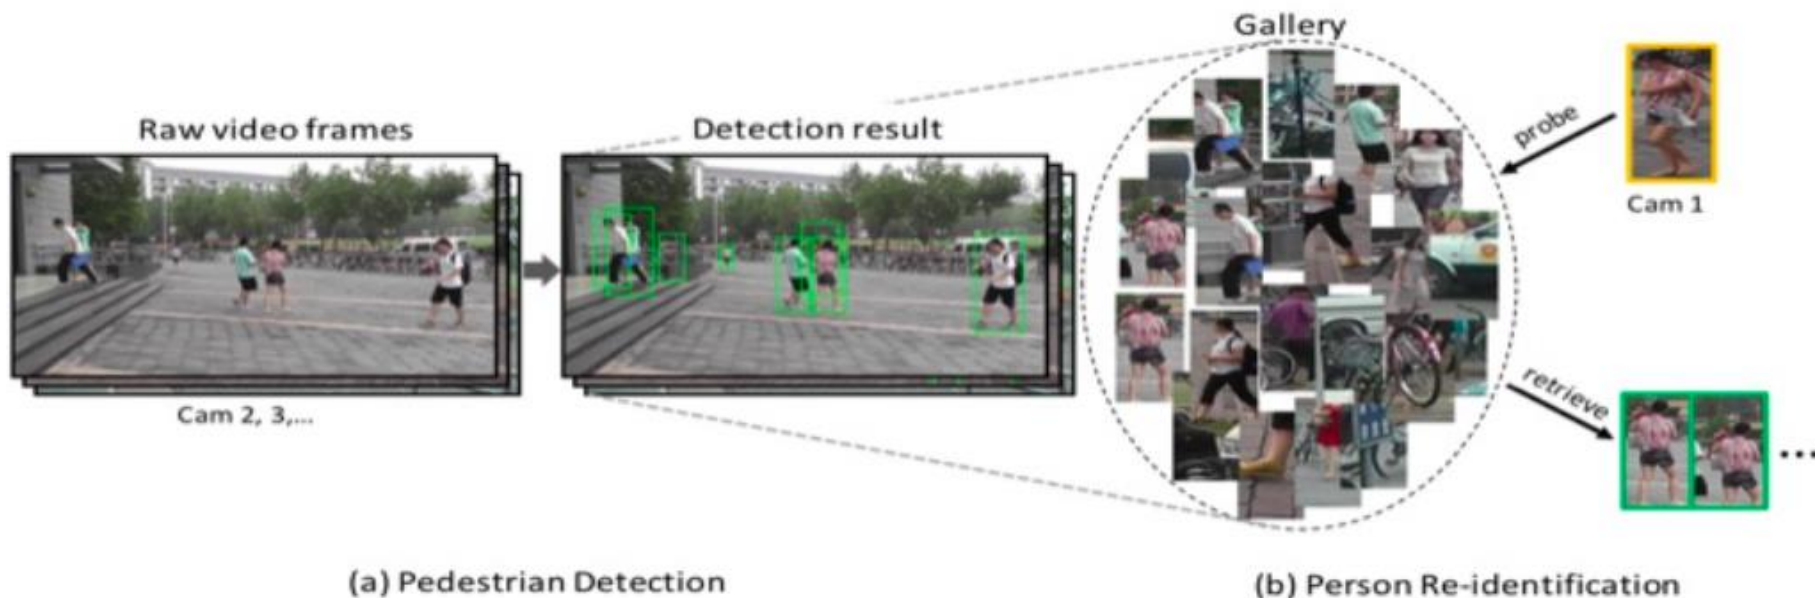 Gallery
Raw video frames
Detection result
probe
Cam 1
Cam 2, 3,...
retrieve
...
(a) Pedestrian Detection
(b) Person Re-identification